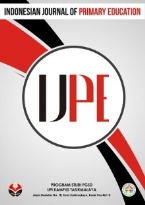 INDONESIAN JOURNAL OF PRIMARY EDUCATION
IJPE
PROGRAM STUDI PGSD
UPI KAMPUS TASIKMALAYA